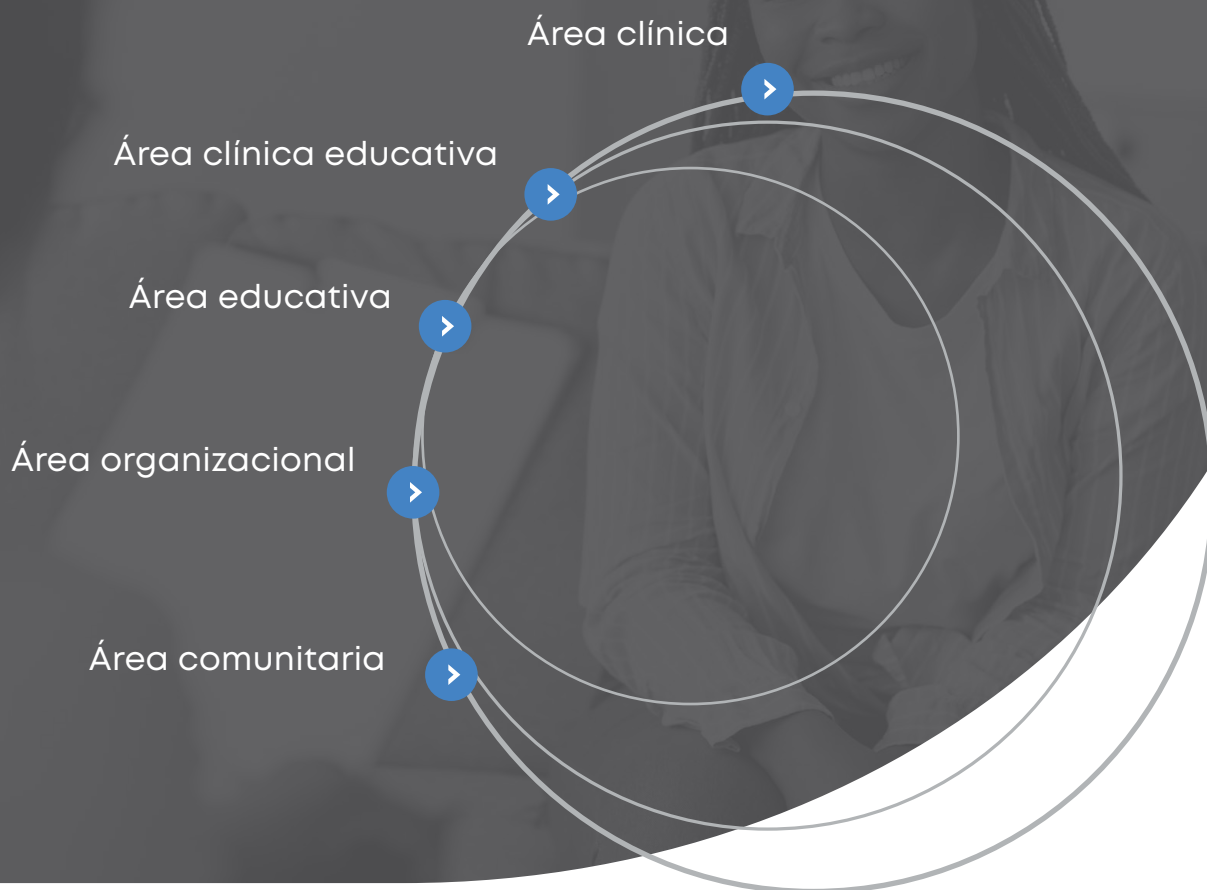 Área clínica
Área clínica educativa
Área educativa
Área organizacional
Área comunitaria